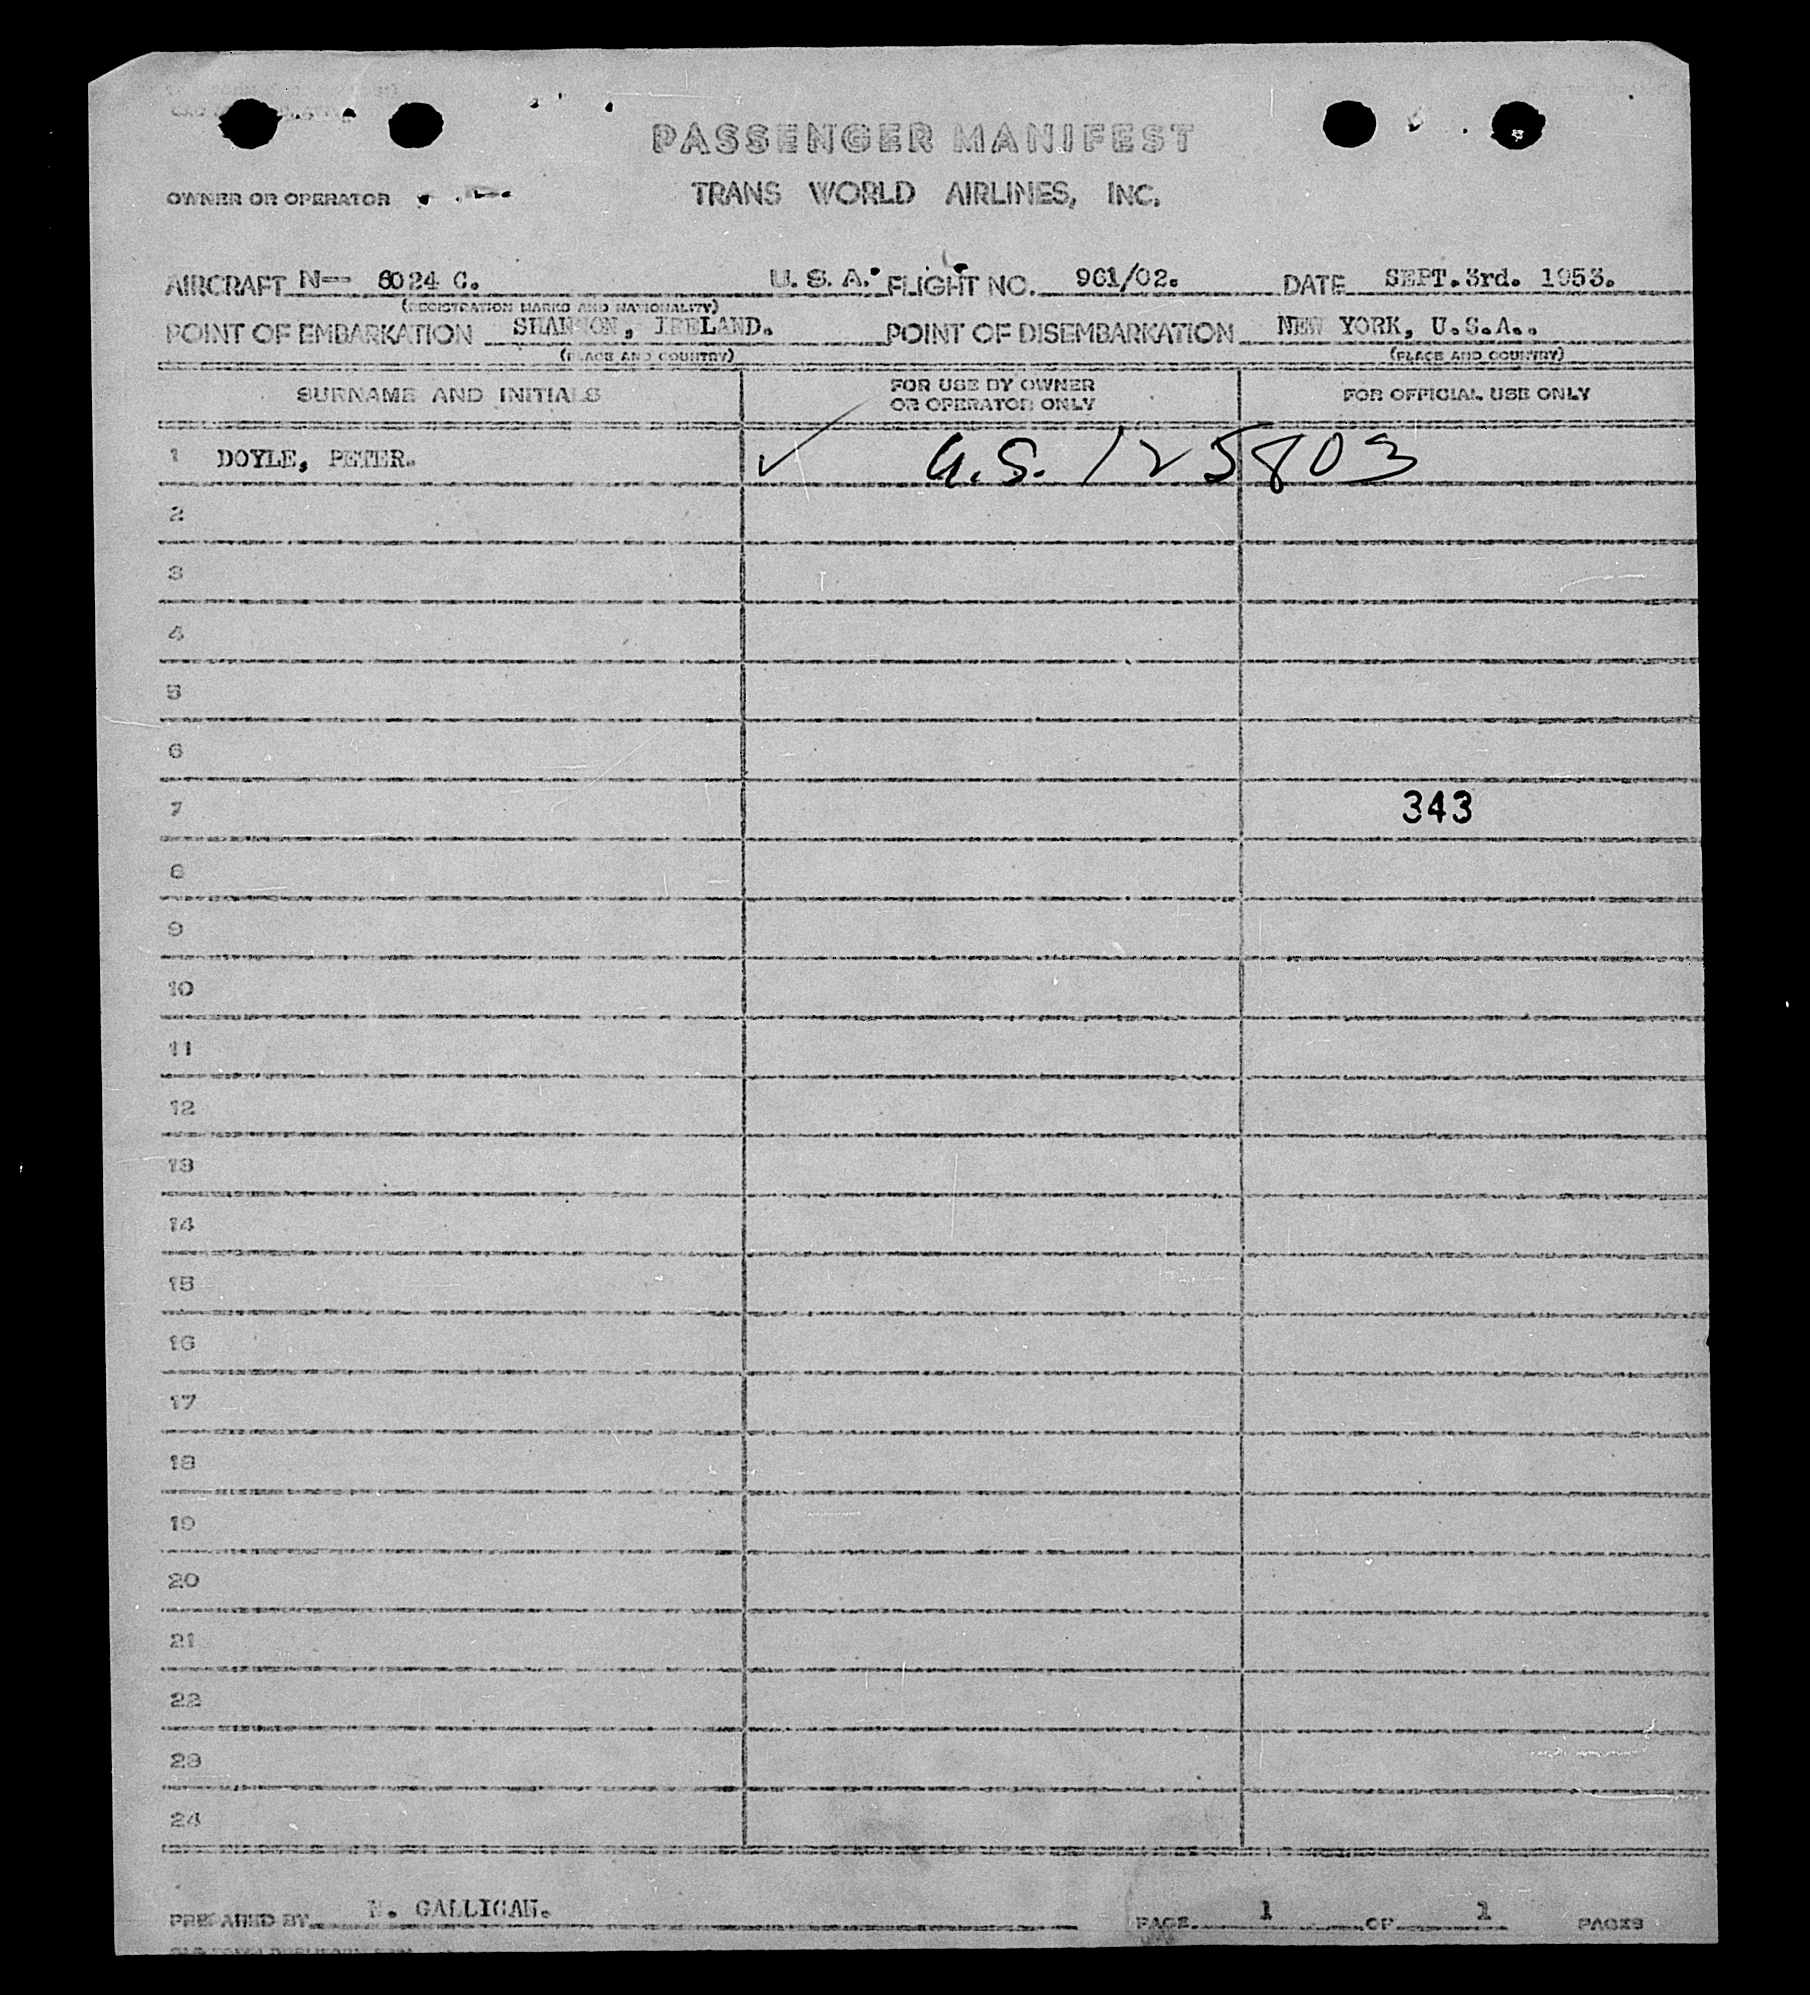 PASSENGER MANIFEST
OWNER OR OPERATOR TRANS WORLD AIRLINES, INC.
AIRCRAFT N-- 6024 C. U. S. A. FLIGHT NO. 961/02. DATE SEPT. 3rd. 1953.
(REGISTRATION MARKS AND NATIONALITY)
POINT OF EMBARKATION SHANNON, IRELAND. POINT OF DISEMBARKATION NEW YORK, U.S.A..
(PLACE AND COUNTRY) (PLACE AND COUNTRY)
SURNAME AND INITIALS FOR USE BY OWNER OR OPERATOR ONLY FOR OFFICIAL USE ONLY
1 DOYLE, PETER. ✓ U.S. 125803
2
3
4
5
6
7 343
8
9
10
11
12
13
14
15
16
17
18
19
20
21
22
23
24
PREPARED BY GALLIGAN. PAGE 1 OF 1 PAGES